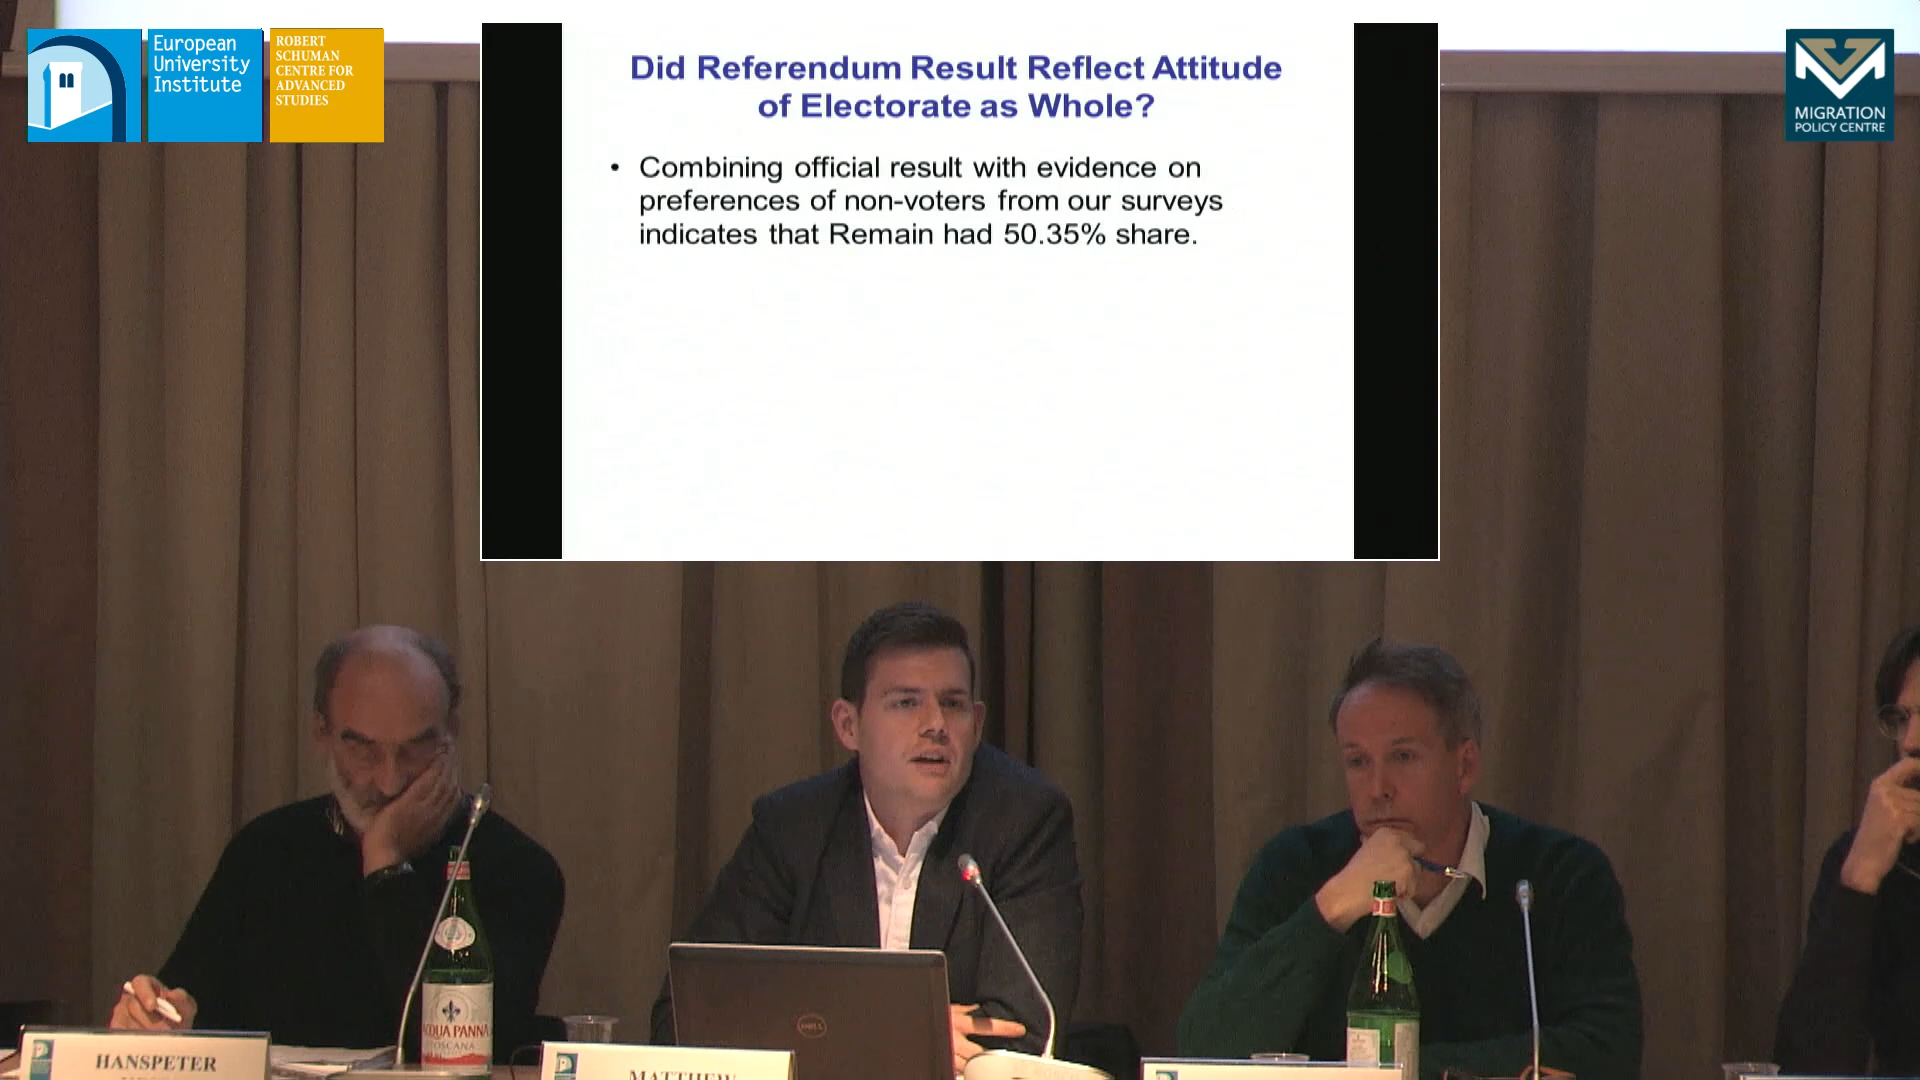 European
University
Institute
ROBERT
SCHUMAN
CENTRE FOR
ADVANCED
STUDIES
Did Referendum Result Reflect Attitude
of Electorate as Whole?
• Combining official result with evidence on
preferences of non-voters from our surveys
indicates that Remain had 50.35% share.
MIGRATION
POLICY CENTRE
ACQUA PANNA
TOSCANA
DELL
HANSPETER
MATTHEW